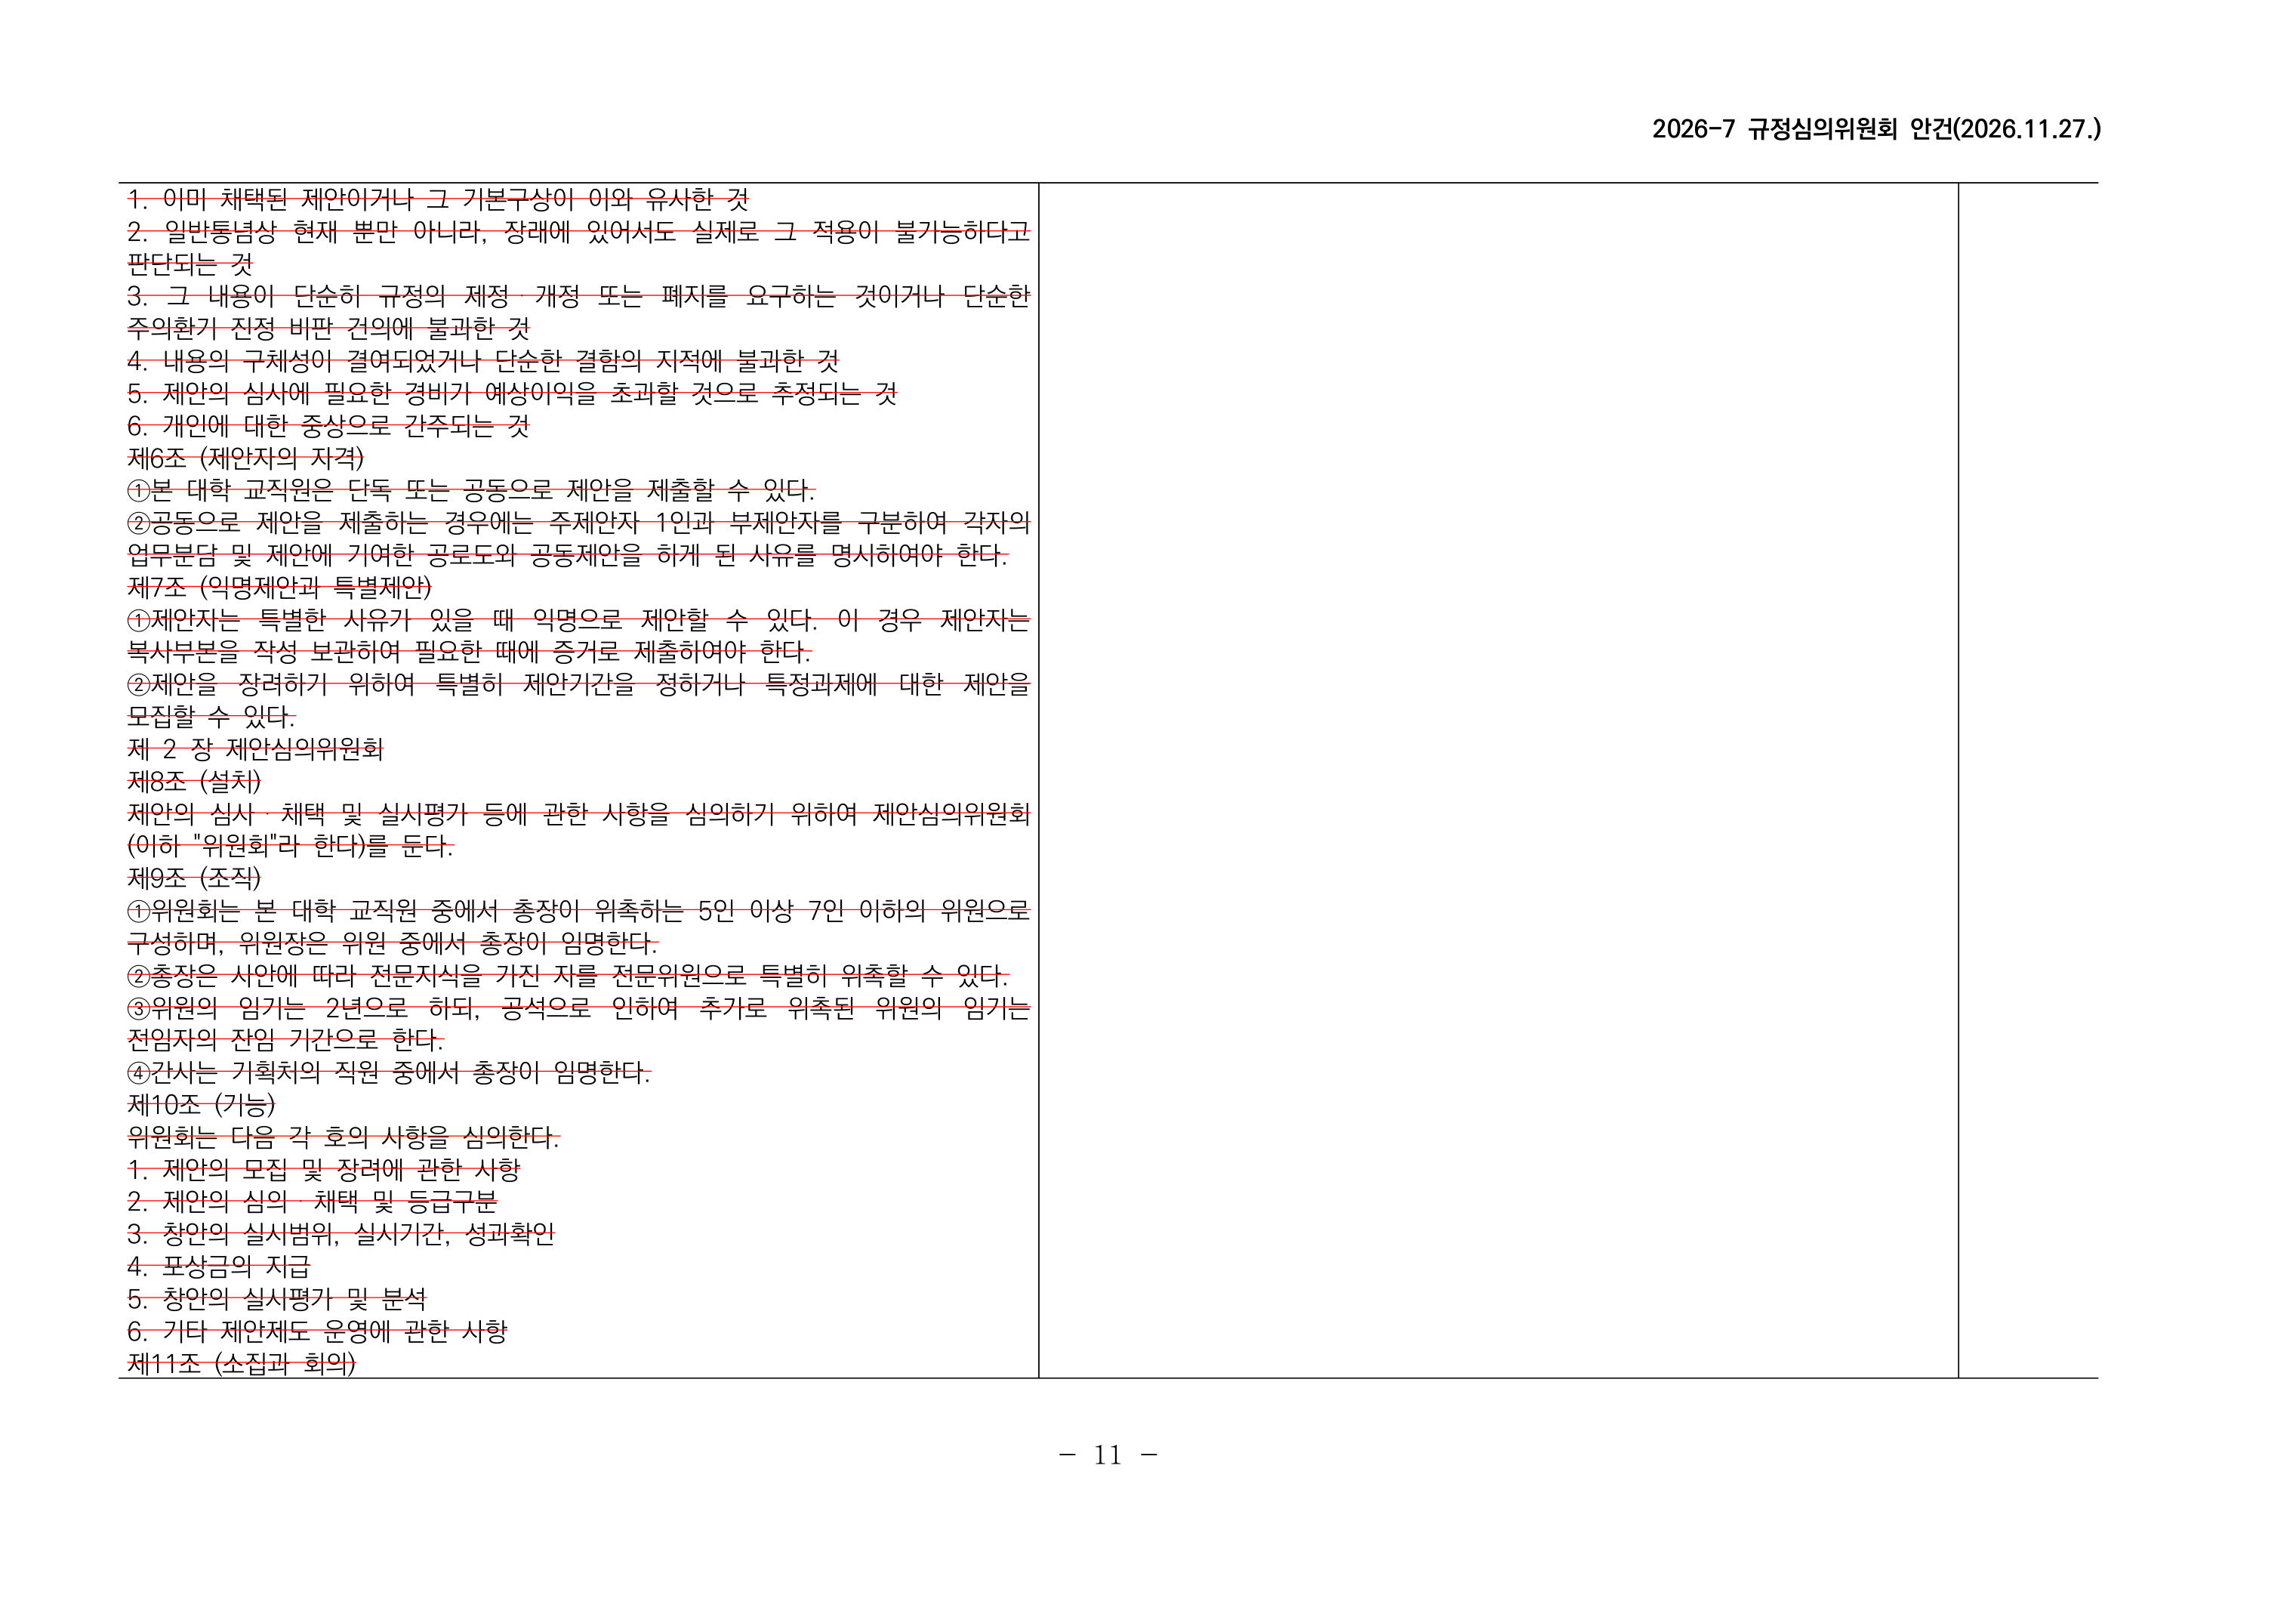 2026-7 규정심의위원회 안건(2026.11.27.)
1. 이미 채택된 제안이거나 그 기본구상이 이와 유사한 것
2. 일반통념상 현재 뿐만 아니라, 장래에 있어서도 실제로 그 적용이 불가능하다고
판단되는 것
3. 그 내용이 단순히 규정의 제정·개정 또는 폐지를 요구하는 것이거나 단순한
주의환기 진정 비판 건의에 불과한 것
4. 내용의 구체성이 결여되었거나 단순한 결함의 지적에 불과한 것
5. 제안의 심사에 필요한 경비가 예상이익을 초과할 것으로 추정되는 것
6. 개인에 대한 중상으로 간주되는 것
제6조 (제안자의 자격)
①본 대학 교직원은 단독 또는 공동으로 제안을 제출할 수 있다.
②공동으로 제안을 제출하는 경우에는 주제안자 1인과 부제안자를 구분하여 각자의
업무분담 및 제안에 기여한 공로도와 공동제안을 하게 된 사유를 명시하여야 한다.
제7조 (익명제안과 특별제안)
①제안자는 특별한 사유가 있을 때 익명으로 제안할 수 있다. 이 경우 제안자는
복사부본을 작성 보관하여 필요한 때에 증거로 제출하여야 한다.
②제안을 장려하기 위하여 특별히 제안기간을 정하거나 특정과제에 대한 제안을
모집할 수 있다.
제 2 장 제안심의위원회
제8조 (설치)
제안의 심사·채택 및 실시평가 등에 관한 사항을 심의하기 위하여 제안심의위원회
(이하 "위원회"라 한다)를 둔다.
제9조 (조직)
①위원회는 본 대학 교직원 중에서 총장이 위촉하는 5인 이상 7인 이하의 위원으로
구성하며, 위원장은 위원 중에서 총장이 임명한다.
②총장은 사안에 따라 전문지식을 가진 자를 전문위원으로 특별히 위촉할 수 있다.
③위원의 임기는 2년으로 하되, 공석으로 인하여 추가로 위촉된 위원의 임기는
전임자의 잔임 기간으로 한다.
④간사는 기획처의 직원 중에서 총장이 임명한다.
제10조 (기능)
위원회는 다음 각 호의 사항을 심의한다.
1. 제안의 모집 및 장려에 관한 사항
2. 제안의 심의·채택 및 등급구분
3. 창안의 실시범위, 실시기간, 성과확인
4. 포상금의 지급
5. 창안의 실시평가 및 분석
6. 기타 제안제도 운영에 관한 사항
제11조 (소집과 회의)
- 11 -